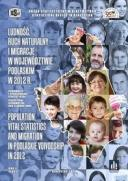 URZĄD STATYSTYCZNY W BIAŁYMSTOKU
STATISTICAL OFFICE IN BIALYSTOK
LUDNOŚĆ,
RUCH NATURALNY
I MIGRACJE
W WOJEWÓDZTWIE
PODLASKIM
W 2012 R.
POPULATION,
VITAL STATISTICS
AND MIGRATION
IN PODLASKIE VOIVODSHIP
IN 2012